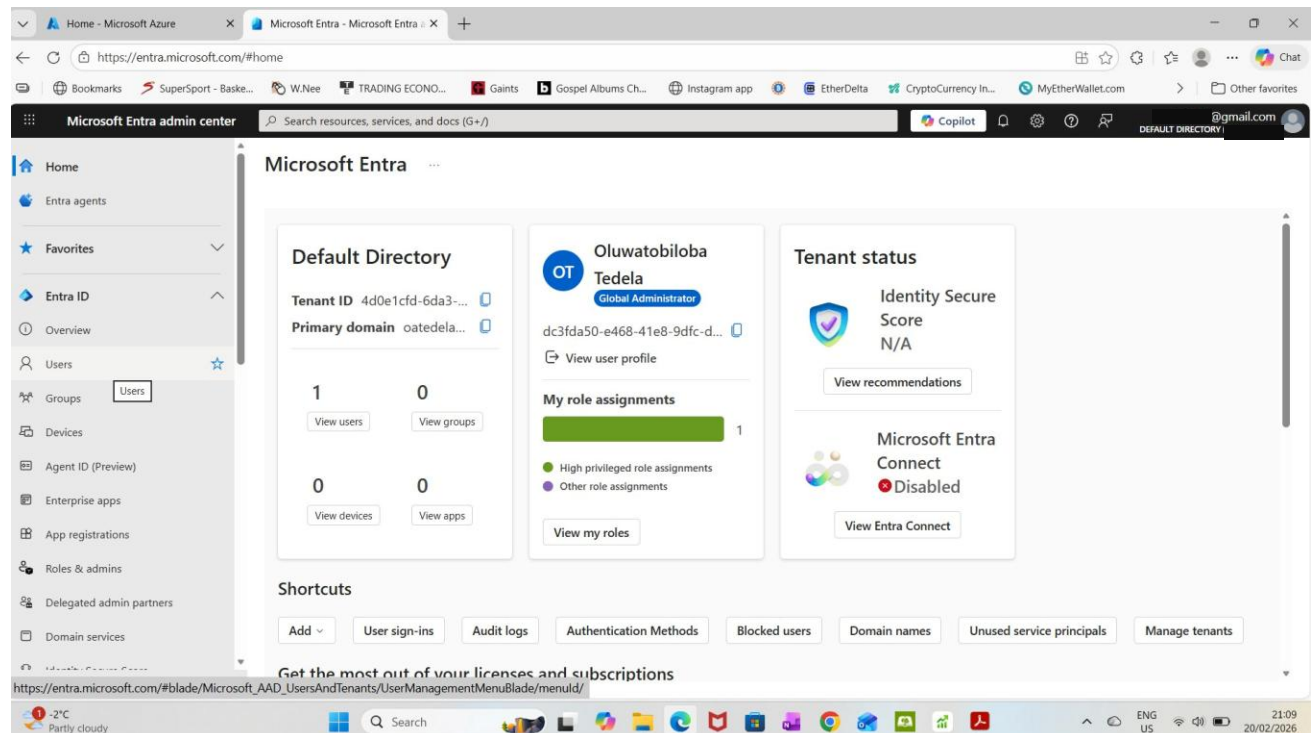 Home - Microsoft Azure
Microsoft Entra - Microsoft Entra a
https://entra.microsoft.com/#home
Chat
Bookmarks SuperSport - Baske... W.Nee TRADING ECONO... Gaints Gospel Albums Ch... Instagram app EtherDelta CryptoCurrency In... MyEtherWallet.com Other favorites
Microsoft Entra admin center
Search resources, services, and docs (G+/)
Copilot
@gmail.com
DEFAULT DIRECTORY
Home
Entra agents
Favorites
Entra ID
Overview
Users
Users
Groups
Devices
Agent ID (Preview)
Enterprise apps
App registrations
Roles & admins
Delegated admin partners
Domain services
Identity Secure Score
Microsoft Entra ...
Default Directory
Tenant ID 4d0e1cfd-6da3-...
Primary domain oatedela...
1 0
View users View groups
0 0
View devices View apps
OT
Oluwatobiloba
Tedela
Global Administrator
dc3fda50-e468-41e8-9dfc-d...
View user profile
My role assignments
1
High privileged role assignments
Other role assignments
View my roles
Tenant status
Identity Secure
Score
N/A
View recommendations
Microsoft Entra
Connect
Disabled
View Entra Connect
Shortcuts
Add User sign-ins Audit logs Authentication Methods Blocked users Domain names Unused service principals Manage tenants
Get the most out of your licenses and subscriptions
https://entra.microsoft.com/#blade/Microsoft_AAD_UsersAndTenants/UserManagementMenuBlade/menuId/
1
-2°C
Partly cloudy
Search
ENG
US
21:09
20/02/2026